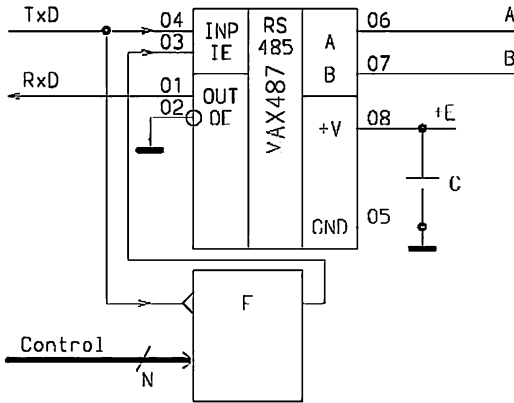 TxD
04
INP
RS
485
A
06
A
03
IE
B
07
B
RxD
01
OUT
02
OE
VAX487
+V
08
+E
C
GND
05
F
Control
N